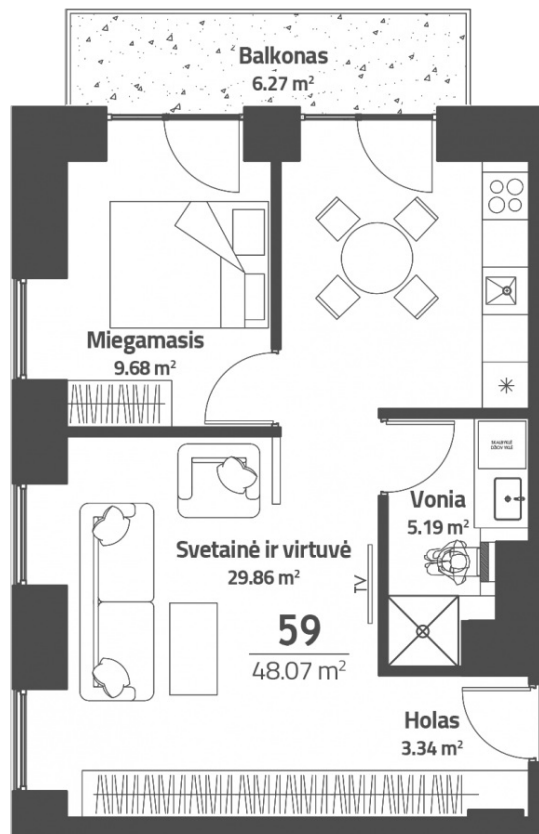 Balkonas
6.27 m²
Miegamasis
9.68 m²
Vonia
5.19 m²
Svetainė ir virtuvė
29.86 m²
TV
59
48.07 m²
Holas
3.34 m²